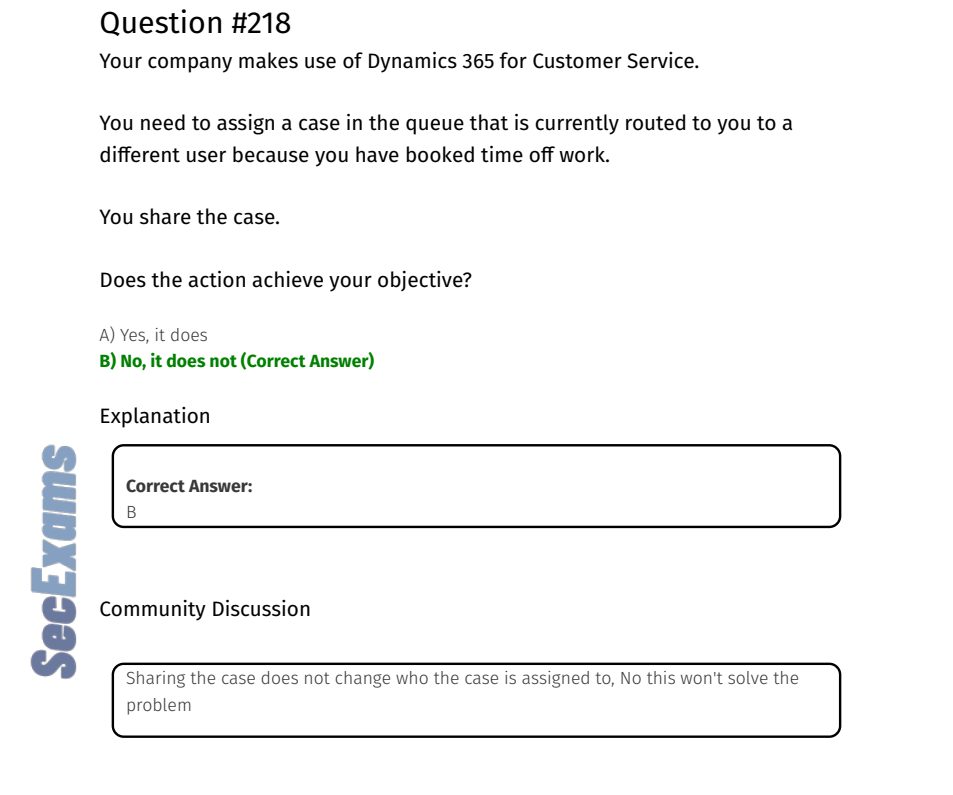 Question #218
Your company makes use of Dynamics 365 for Customer Service.
You need to assign a case in the queue that is currently routed to you to a
different user because you have booked time off work.
You share the case.
Does the action achieve your objective?
A) Yes, it does
B) No, it does not (Correct Answer)
Explanation
Correct Answer:
B
SecExams
Community Discussion
Sharing the case does not change who the case is assigned to, No this won't solve the
problem